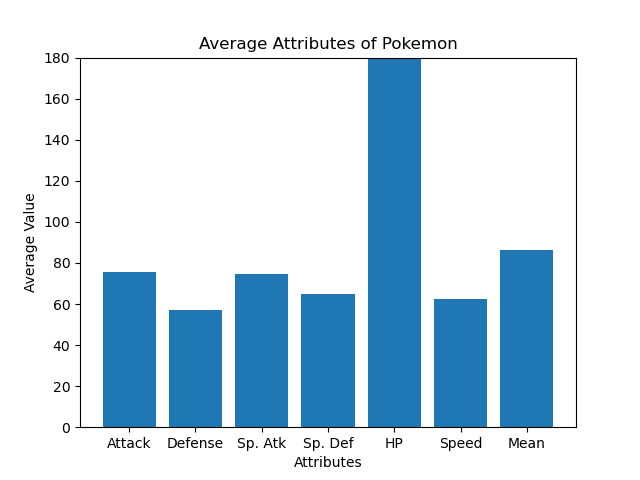 Average Attributes of Pokemon
180
160
140
120
100
80
60
40
20
0
Average Value
Attack Defense Sp. Atk Sp. Def HP Speed Mean
Attributes